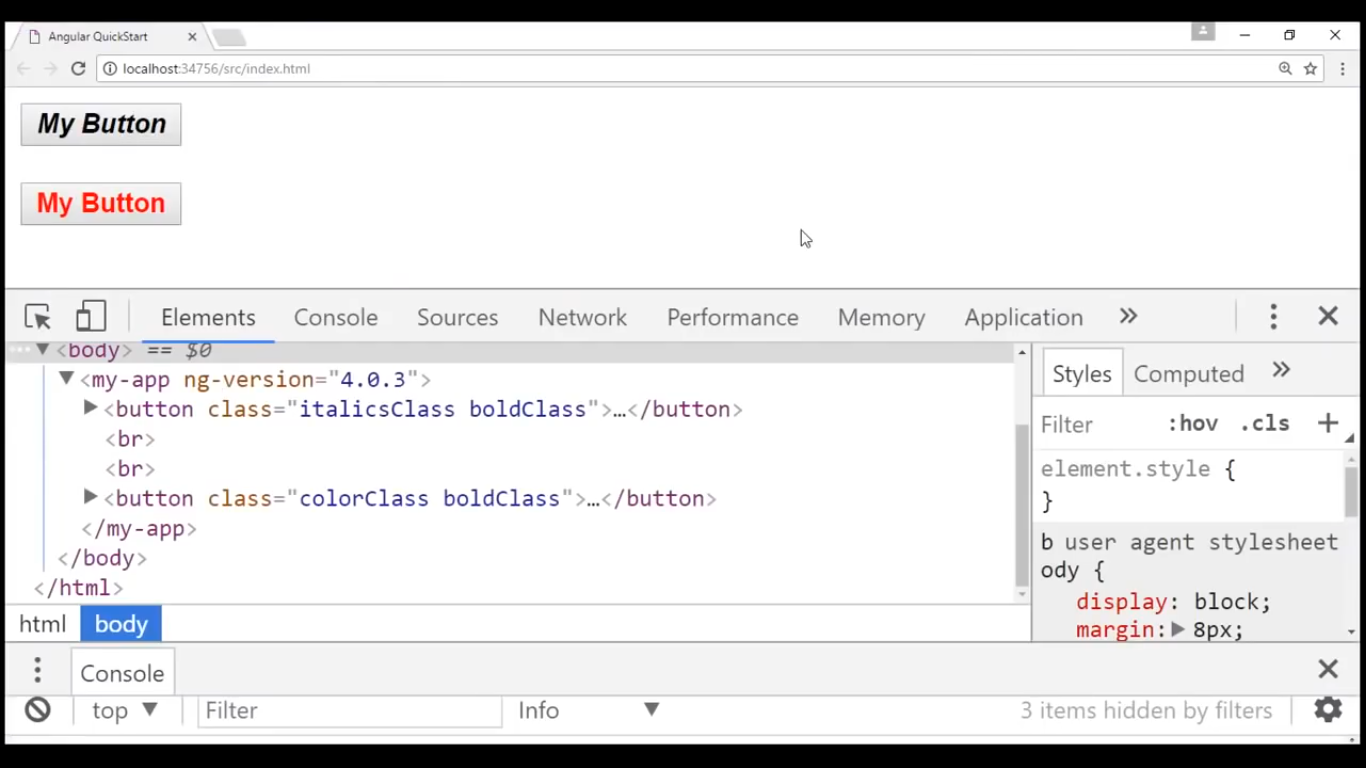 Angular QuickStart
localhost:34756/src/index.html
My Button
My Button
Elements Console Sources Network Performance Memory Application »
<body> == $0
<my-app ng-version="4.0.3">
<button class="italicsClass boldClass">…</button>
<br>
<br>
<button class="colorClass boldClass">…</button>
</my-app>
</body>
</html>
html body
Styles Computed »
Filter :hov .cls +
element.style {
}
b user agent stylesheet
ody {
display: block;
margin: 8px;
Console
top Filter Info 3 items hidden by filters